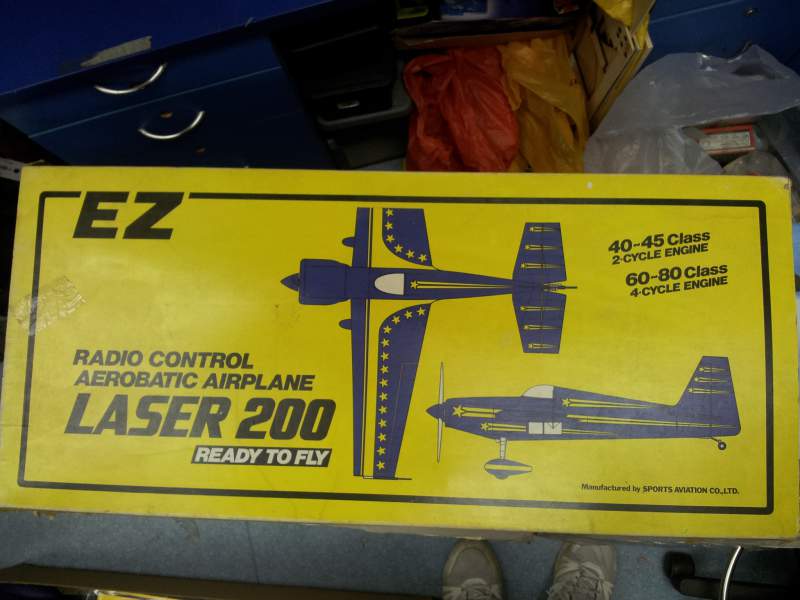 EZ
40-45 Class
2-CYCLE ENGINE
60-80 Class
4-CYCLE ENGINE
RADIO CONTROL
AEROBATIC AIRPLANE
LASER 200
READY TO FLY
Manufactured by SPORTS AVIATION CO.,LTD.